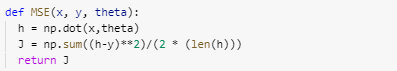 def MSE(x, y, theta):
  h = np.dot(x,theta)
  J = np.sum((h-y)**2)/(2 * (len(h)))
  return J